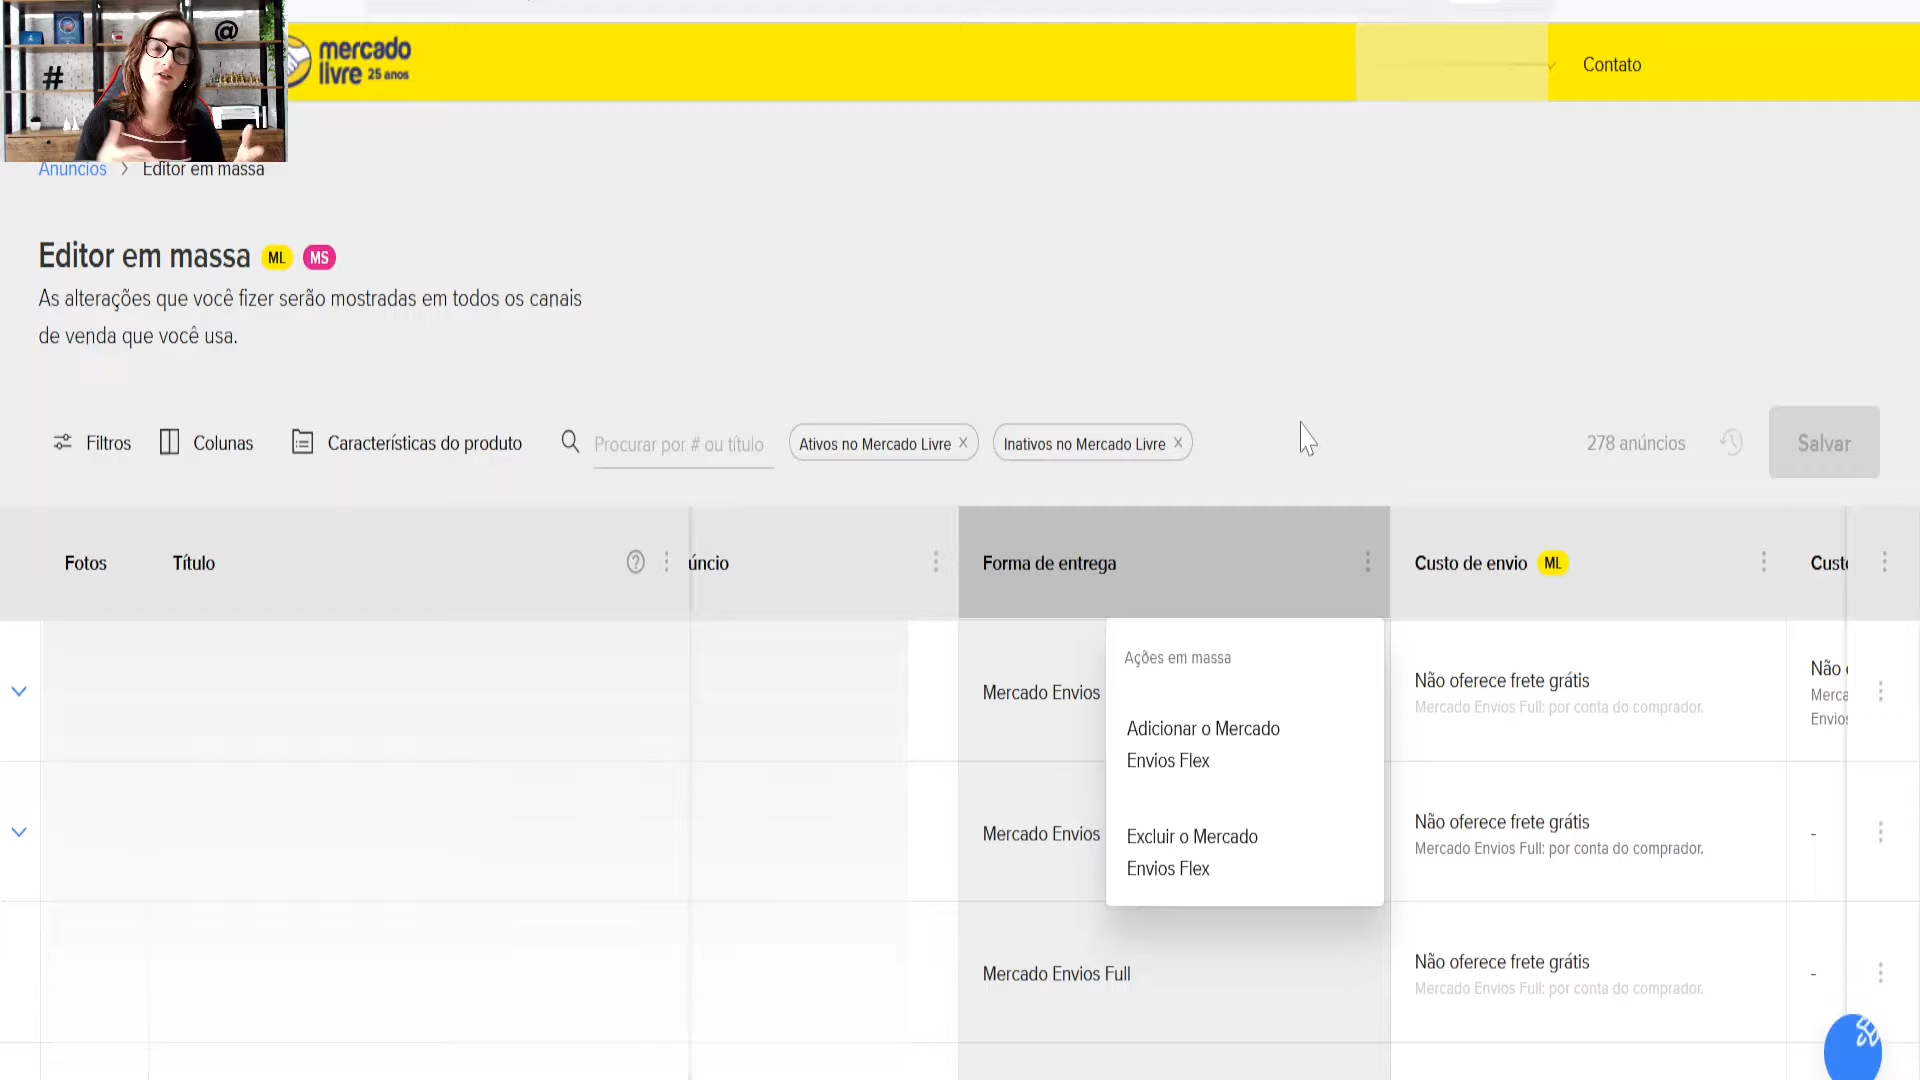 mercado
livre 25 anos
Contato
Anúncios > Editor em massa
Editor em massa ML MS
As alterações que você fizer serão mostradas em todos os canais
de venda que você usa.
Filtros Colunas Características do produto Procurar por # ou título Ativos no Mercado Livre × Inativos no Mercado Livre × 278 anúncios Salvar
Fotos Título úncio Forma de entrega Custo de envio ML Custo
Mercado Envios
Ações em massa
Adicionar o Mercado
Envios Flex
Excluir o Mercado
Envios Flex
Não oferece frete grátis
Mercado Envios Full: por conta do comprador.
Não
Merca
Envios
Mercado Envios
Não oferece frete grátis
Mercado Envios Full: por conta do comprador.
-
Mercado Envios Full
Não oferece frete grátis
Mercado Envios Full: por conta do comprador.
-